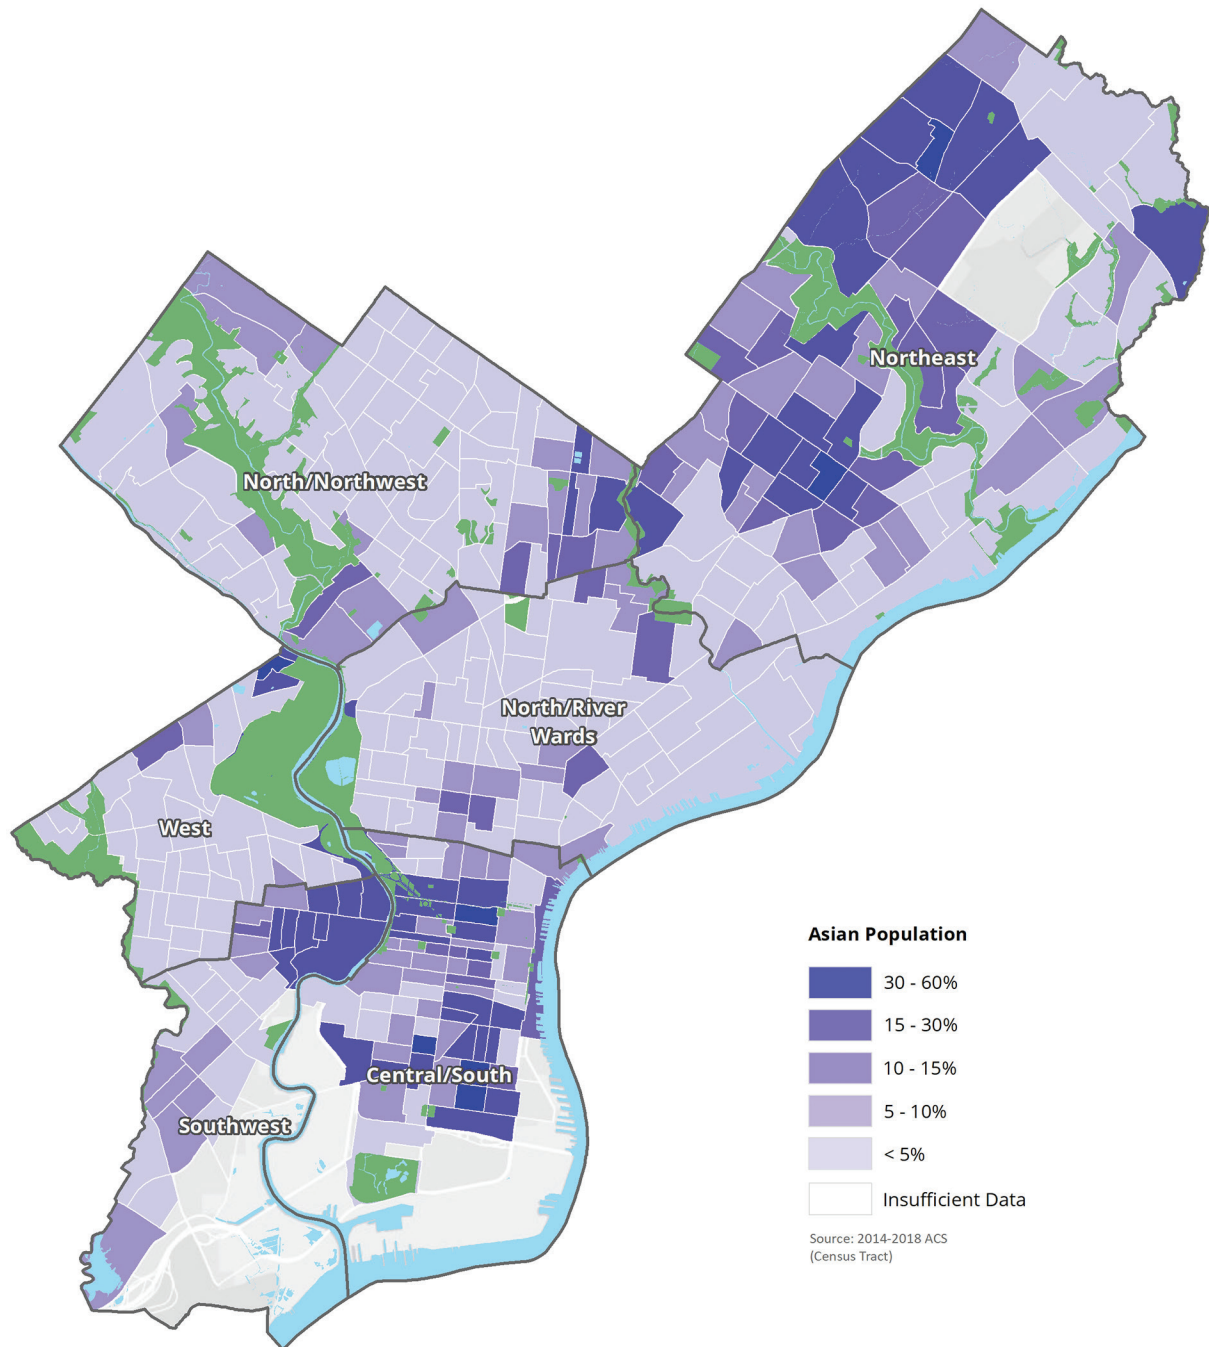 Northeast
North/Northwest
North/River
Wards
West
Central/South
Southwest
Asian Population
30 - 60%
15 - 30%
10 - 15%
5 - 10%
< 5%
Insufficient Data
Source: 2014-2018 ACS
(Census Tract)